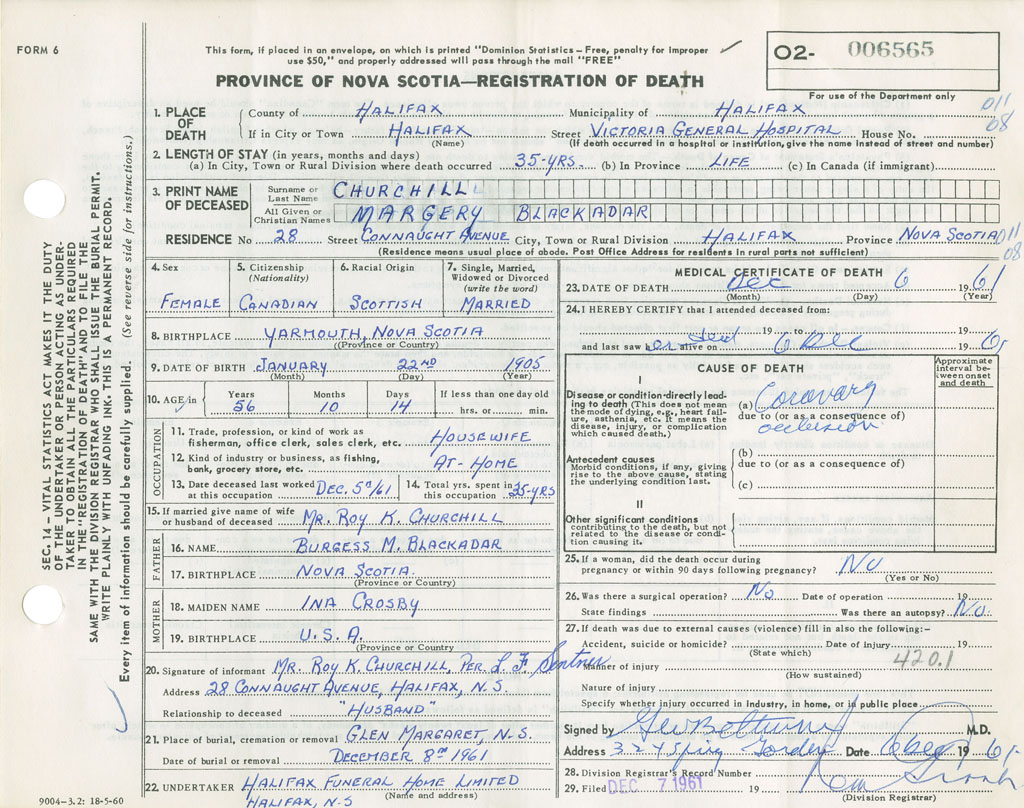 FORM 6
This form, if placed in an envelope, on which is printed "Dominion Statistics – Free, penalty for improper
use $50," and properly addressed will pass through the mail "FREE"
PROVINCE OF NOVA SCOTIA—REGISTRATION OF DEATH
O2- 006565
For use of the Department only
011
08
1. PLACE OF DEATH
County of HALIFAX Municipality of HALIFAX
If in City or Town HALIFAX Street VICTORIA GENERAL HOSPITAL House No.
(Name) (If death occurred in a hospital or institution, give the name instead of street and number)
2. LENGTH OF STAY (in years, months and days)
(a) In City, Town or Rural Division where death occurred 35-YRS. (b) In Province LIFE (c) In Canada (if immigrant)
3. PRINT NAME OF DECEASED
Surname or Last Name CHURCHILL
All Given or Christian Names MARGERY BLACKADAR
RESIDENCE No 28 Street CONNAUGHT AVENUE City, Town or Rural Division HALIFAX Province NOVA SCOTIA
011
08
(Residence means usual place of abode. Post Office Address for residents in rural parts not sufficient)
4. Sex
FEMALE
5. Citizenship (Nationality)
CANADIAN
6. Racial Origin
SCOTTISH
7. Single, Married, Widowed or Divorced (write the word)
MARRIED
8. BIRTHPLACE YARMOUTH, NOVA SCOTIA
(Province or Country)
9. DATE OF BIRTH JANUARY 22ND 1905
(Month) (Day) (Year)
10. AGE in Years Months Days If less than one day old
56 10 14 hrs. or min.
OCCUPATION
11. Trade, profession, or kind of work as fisherman, office clerk, sales clerk, etc. HOUSEWIFE
12. Kind of industry or business, as fishing, bank, grocery store, etc. AT-HOME
13. Date deceased last worked at this occupation DEC. 5TH/61
14. Total yrs. spent in this occupation 35-YRS
15. If married give name of wife or husband of deceased MR. ROY K. CHURCHILL
FATHER
16. NAME BURGESS M. BLACKADAR
17. BIRTHPLACE NOVA SCOTIA.
(Province or Country)
MOTHER
18. MAIDEN NAME INA CROSBY
19. BIRTHPLACE U.S.A.
(Province or Country)
20. Signature of informant MR. ROY K. CHURCHILL, PER. L. F. Sentner
Address 28 CONNAUGHT AVENUE, HALIFAX, N.S.
Relationship to deceased "HUSBAND"
21. Place of burial, cremation or removal GLEN MARGARET, N.S.
Date of burial or removal DECEMBER 8TH 1961
22. UNDERTAKER HALIFAX FUNERAL HOME LIMITED
(Name and address)
HALIFAX, N.S
MEDICAL CERTIFICATE OF DEATH
23. DATE OF DEATH Dec 6 1961
(Month) (Day) (Year)
24. I HEREBY CERTIFY that I attended deceased from:
19 to 19
and last saw h er dead alive on 6 Dec 1961
CAUSE OF DEATH
Approximate interval between onset and death
I
Disease or condition directly leading to death (This does not mean the mode of dying, e.g., heart failure, asthenia, etc. It means the disease, injury, or complication which caused death.)
(a) Coronary
due to (or as a consequence of)
occlusion
Antecedent causes
Morbid conditions, if any, giving rise to the above cause, stating the underlying condition last.
(b)
due to (or as a consequence of)
(c)
II
Other significant conditions contributing to the death, but not related to the disease or condition causing it.
25. If a woman, did the death occur during pregnancy or within 90 days following pregnancy? No
(Yes or No)
26. Was there a surgical operation? No Date of operation 19
State findings Was there an autopsy? No
27. If death was due to external causes (violence) fill in also the following:–
Accident, suicide or homicide? Date of injury 19
(State which)
420.1
Manner of injury
(How sustained)
Nature of injury
Specify whether injury occurred in Industry, in home, or in public place
Signed by M.D.
Address 324 Spring Garden Date 6 Dec 1961
28. Division Registrar's Record Number
29. Filed DEC 7 1961 19
(Division Registrar)
SEC. 14 – VITAL STATISTICS ACT MAKES IT THE DUTY
OF THE UNDERTAKER OR PERSON ACTING AS UNDER-
TAKER TO OBTAIN ALL THE PARTICULARS REQUIRED
IN THE "REGISTRATION OF DEATH" AND TO FILE THE
SAME WITH THE DIVISION REGISTRAR WHO SHALL ISSUE THE BURIAL PERMIT.
WRITE PLAINLY WITH UNFADING INK. THIS IS A PERMANENT RECORD.
Every item of information should be carefully supplied. (See reverse side for instructions.)
9004-3.2: 18-5-60